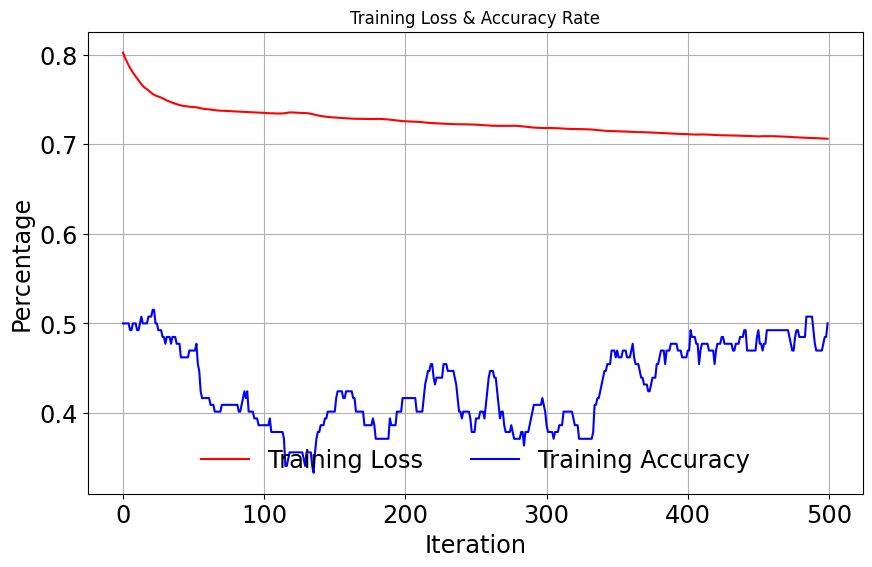 Training Loss & Accuracy Rate
0.8
0.7
0.6
0.5
0.4
Percentage
Training Loss
Training Accuracy
0 100 200 300 400 500
Iteration